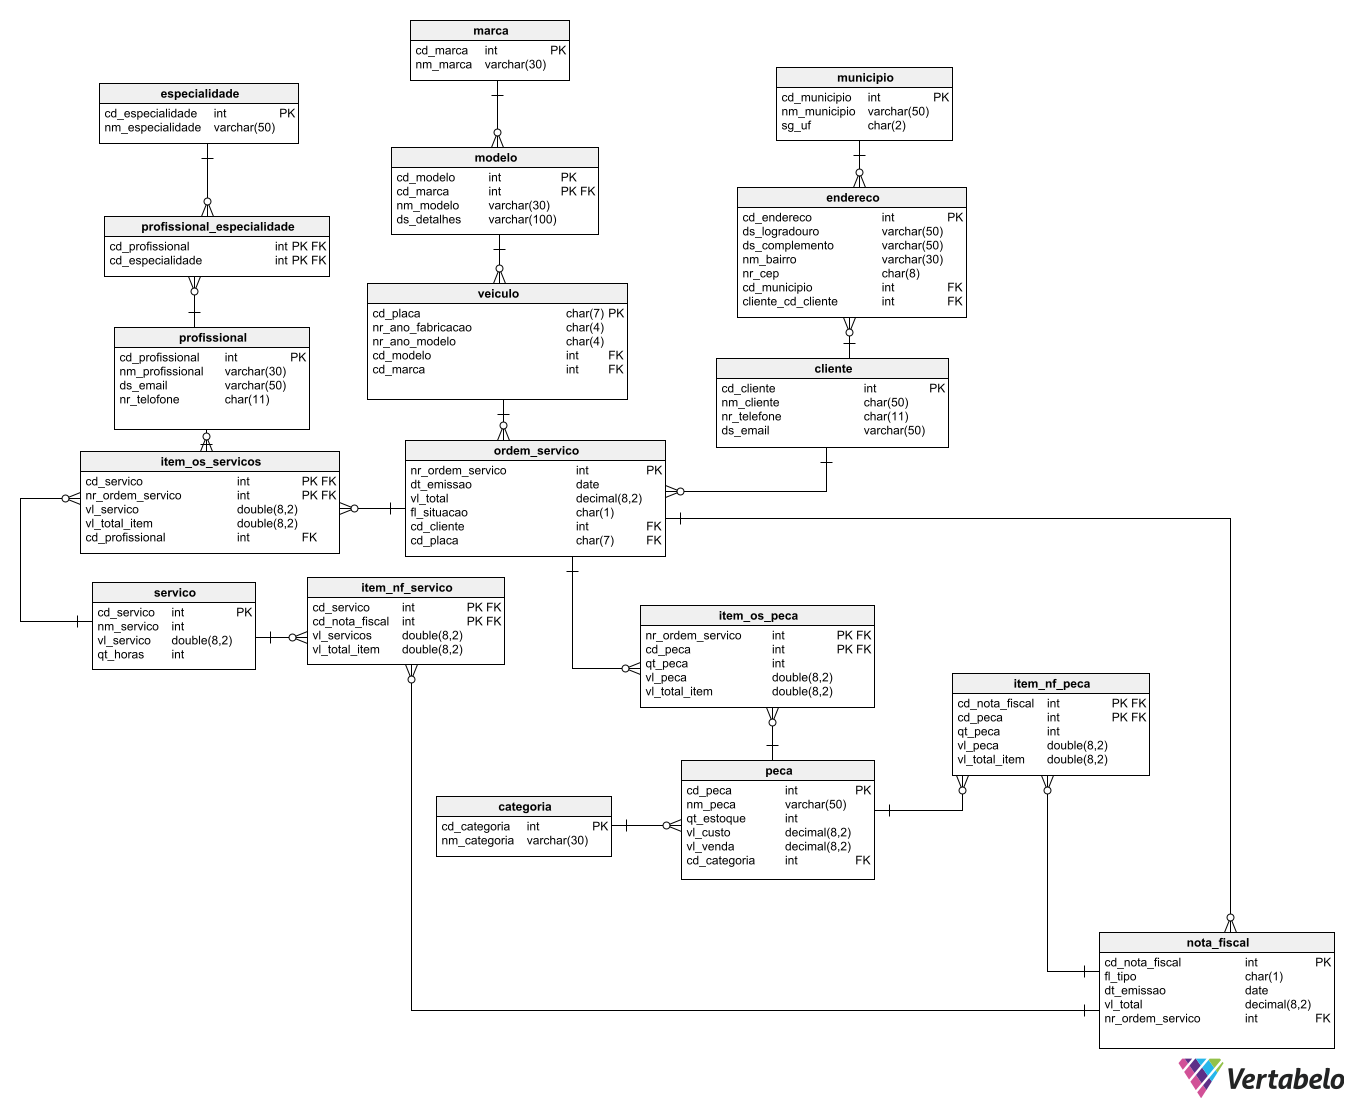 marca
cd_marca int PK
nm_marca varchar(30)
especialidade
cd_especialidade int PK
nm_especialidade varchar(50)
municipio
cd_municipio int PK
nm_municipio varchar(50)
sg_uf char(2)
modelo
cd_modelo int PK
cd_marca int PK FK
nm_modelo varchar(30)
ds_detalhes varchar(100)
endereco
cd_endereco int PK
ds_logradouro varchar(50)
ds_complemento varchar(50)
nm_bairro varchar(30)
nr_cep char(8)
cd_municipio int FK
cliente_cd_cliente int FK
profissional_especialidade
cd_profissional int PK FK
cd_especialidade int PK FK
veiculo
cd_placa char(7) PK
nr_ano_fabricacao char(4)
nr_ano_modelo char(4)
cd_modelo int FK
cd_marca int FK
profissional
cd_profissional int PK
nm_profissional varchar(30)
ds_email varchar(50)
nr_telofone char(11)
cliente
cd_cliente int PK
nm_cliente char(50)
nr_telefone char(11)
ds_email varchar(50)
item_os_servicos
cd_servico int PK FK
nr_ordem_servico int PK FK
vl_servico double(8,2)
vl_total_item double(8,2)
cd_profissional int FK
ordem_servico
nr_ordem_servico int PK
dt_emissao date
vl_total decimal(8,2)
fl_situacao char(1)
cd_cliente int FK
cd_placa char(7) FK
servico
cd_servico int PK
nm_servico int
vl_servico double(8,2)
qt_horas int
item_nf_servico
cd_servico int PK FK
cd_nota_fiscal int PK FK
vl_servicos double(8,2)
vl_total_item double(8,2)
item_os_peca
nr_ordem_servico int PK FK
cd_peca int PK FK
qt_peca int
vl_peca double(8,2)
vl_total_item double(8,2)
item_nf_peca
cd_nota_fiscal int PK FK
cd_peca int PK FK
qt_peca int
vl_peca double(8,2)
vl_total_item double(8,2)
peca
cd_peca int PK
nm_peca varchar(50)
qt_estoque int
vl_custo decimal(8,2)
vl_venda decimal(8,2)
cd_categoria int FK
categoria
cd_categoria int PK
nm_categoria varchar(30)
nota_fiscal
cd_nota_fiscal int PK
fl_tipo char(1)
dt_emissao date
vl_total decimal(8,2)
nr_ordem_servico int FK
Vertabelo